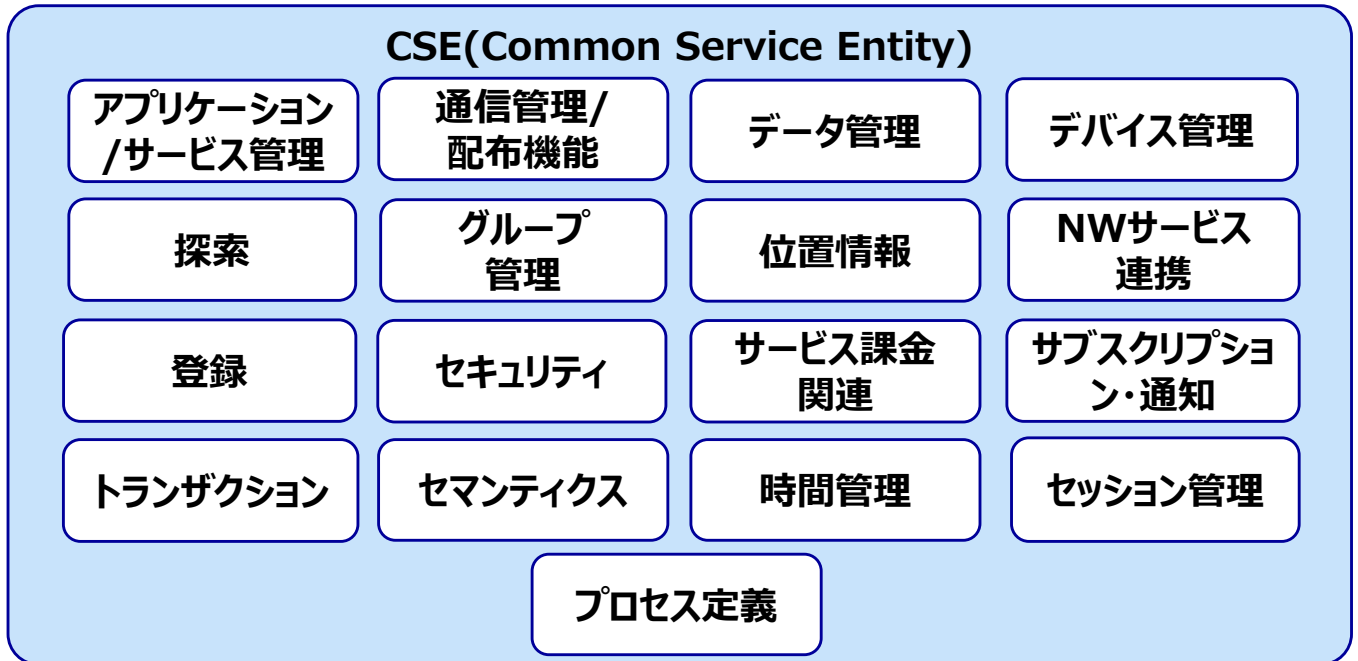 CSE(Common Service Entity)
アプリケーション
/サービス管理
通信管理/
配布機能
データ管理
デバイス管理
探索
グループ
管理
位置情報
NWサービス
連携
登録
セキュリティ
サービス課金
関連
サブスクリプショ
ン・通知
トランザクション
セマンティクス
時間管理
セッション管理
プロセス定義